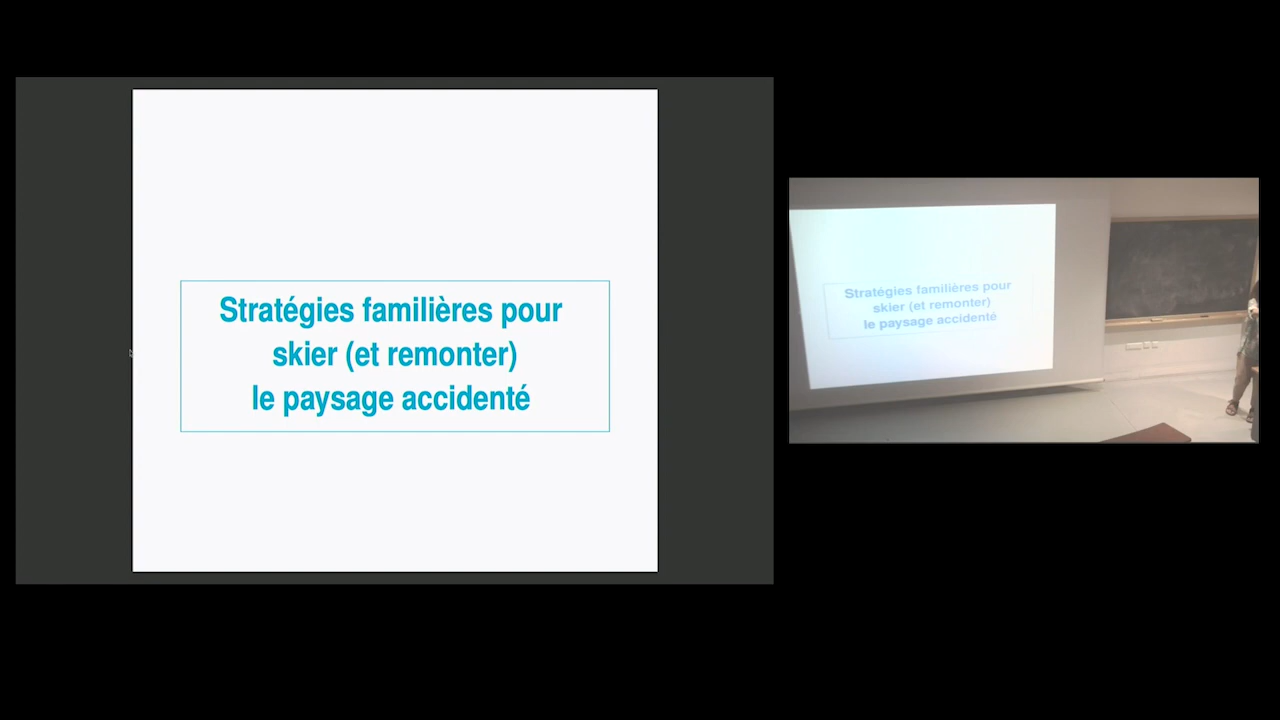 Stratégies familières pour
skier (et remonter)
le paysage accidenté
Stratégies familières pour
skier (et remonter)
le paysage accidenté